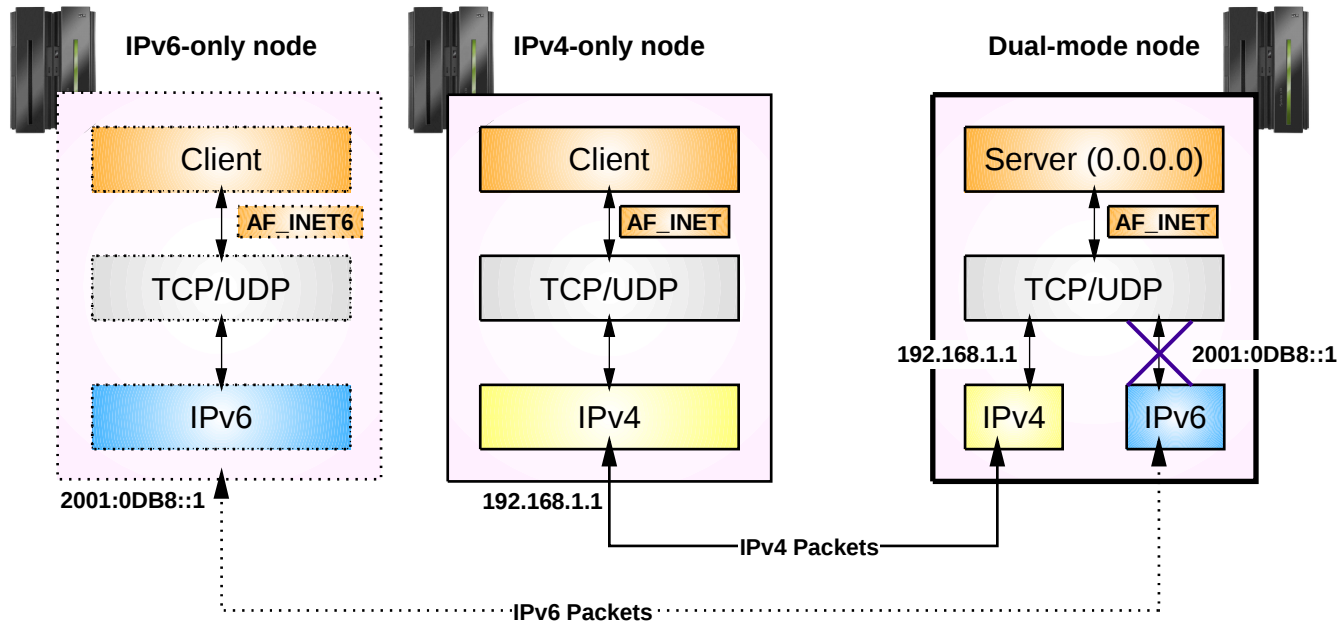 IPv6-only node
IPv4-only node
Dual-mode node
Client
Client
Server (0.0.0.0)
AF_INET6
AF_INET
AF_INET
TCP/UDP
TCP/UDP
TCP/UDP
192.168.1.1
2001:0DB8::1
IPv6
IPv4
IPv4
IPv6
2001:0DB8::1
192.168.1.1
IPv4 Packets
IPv6 Packets